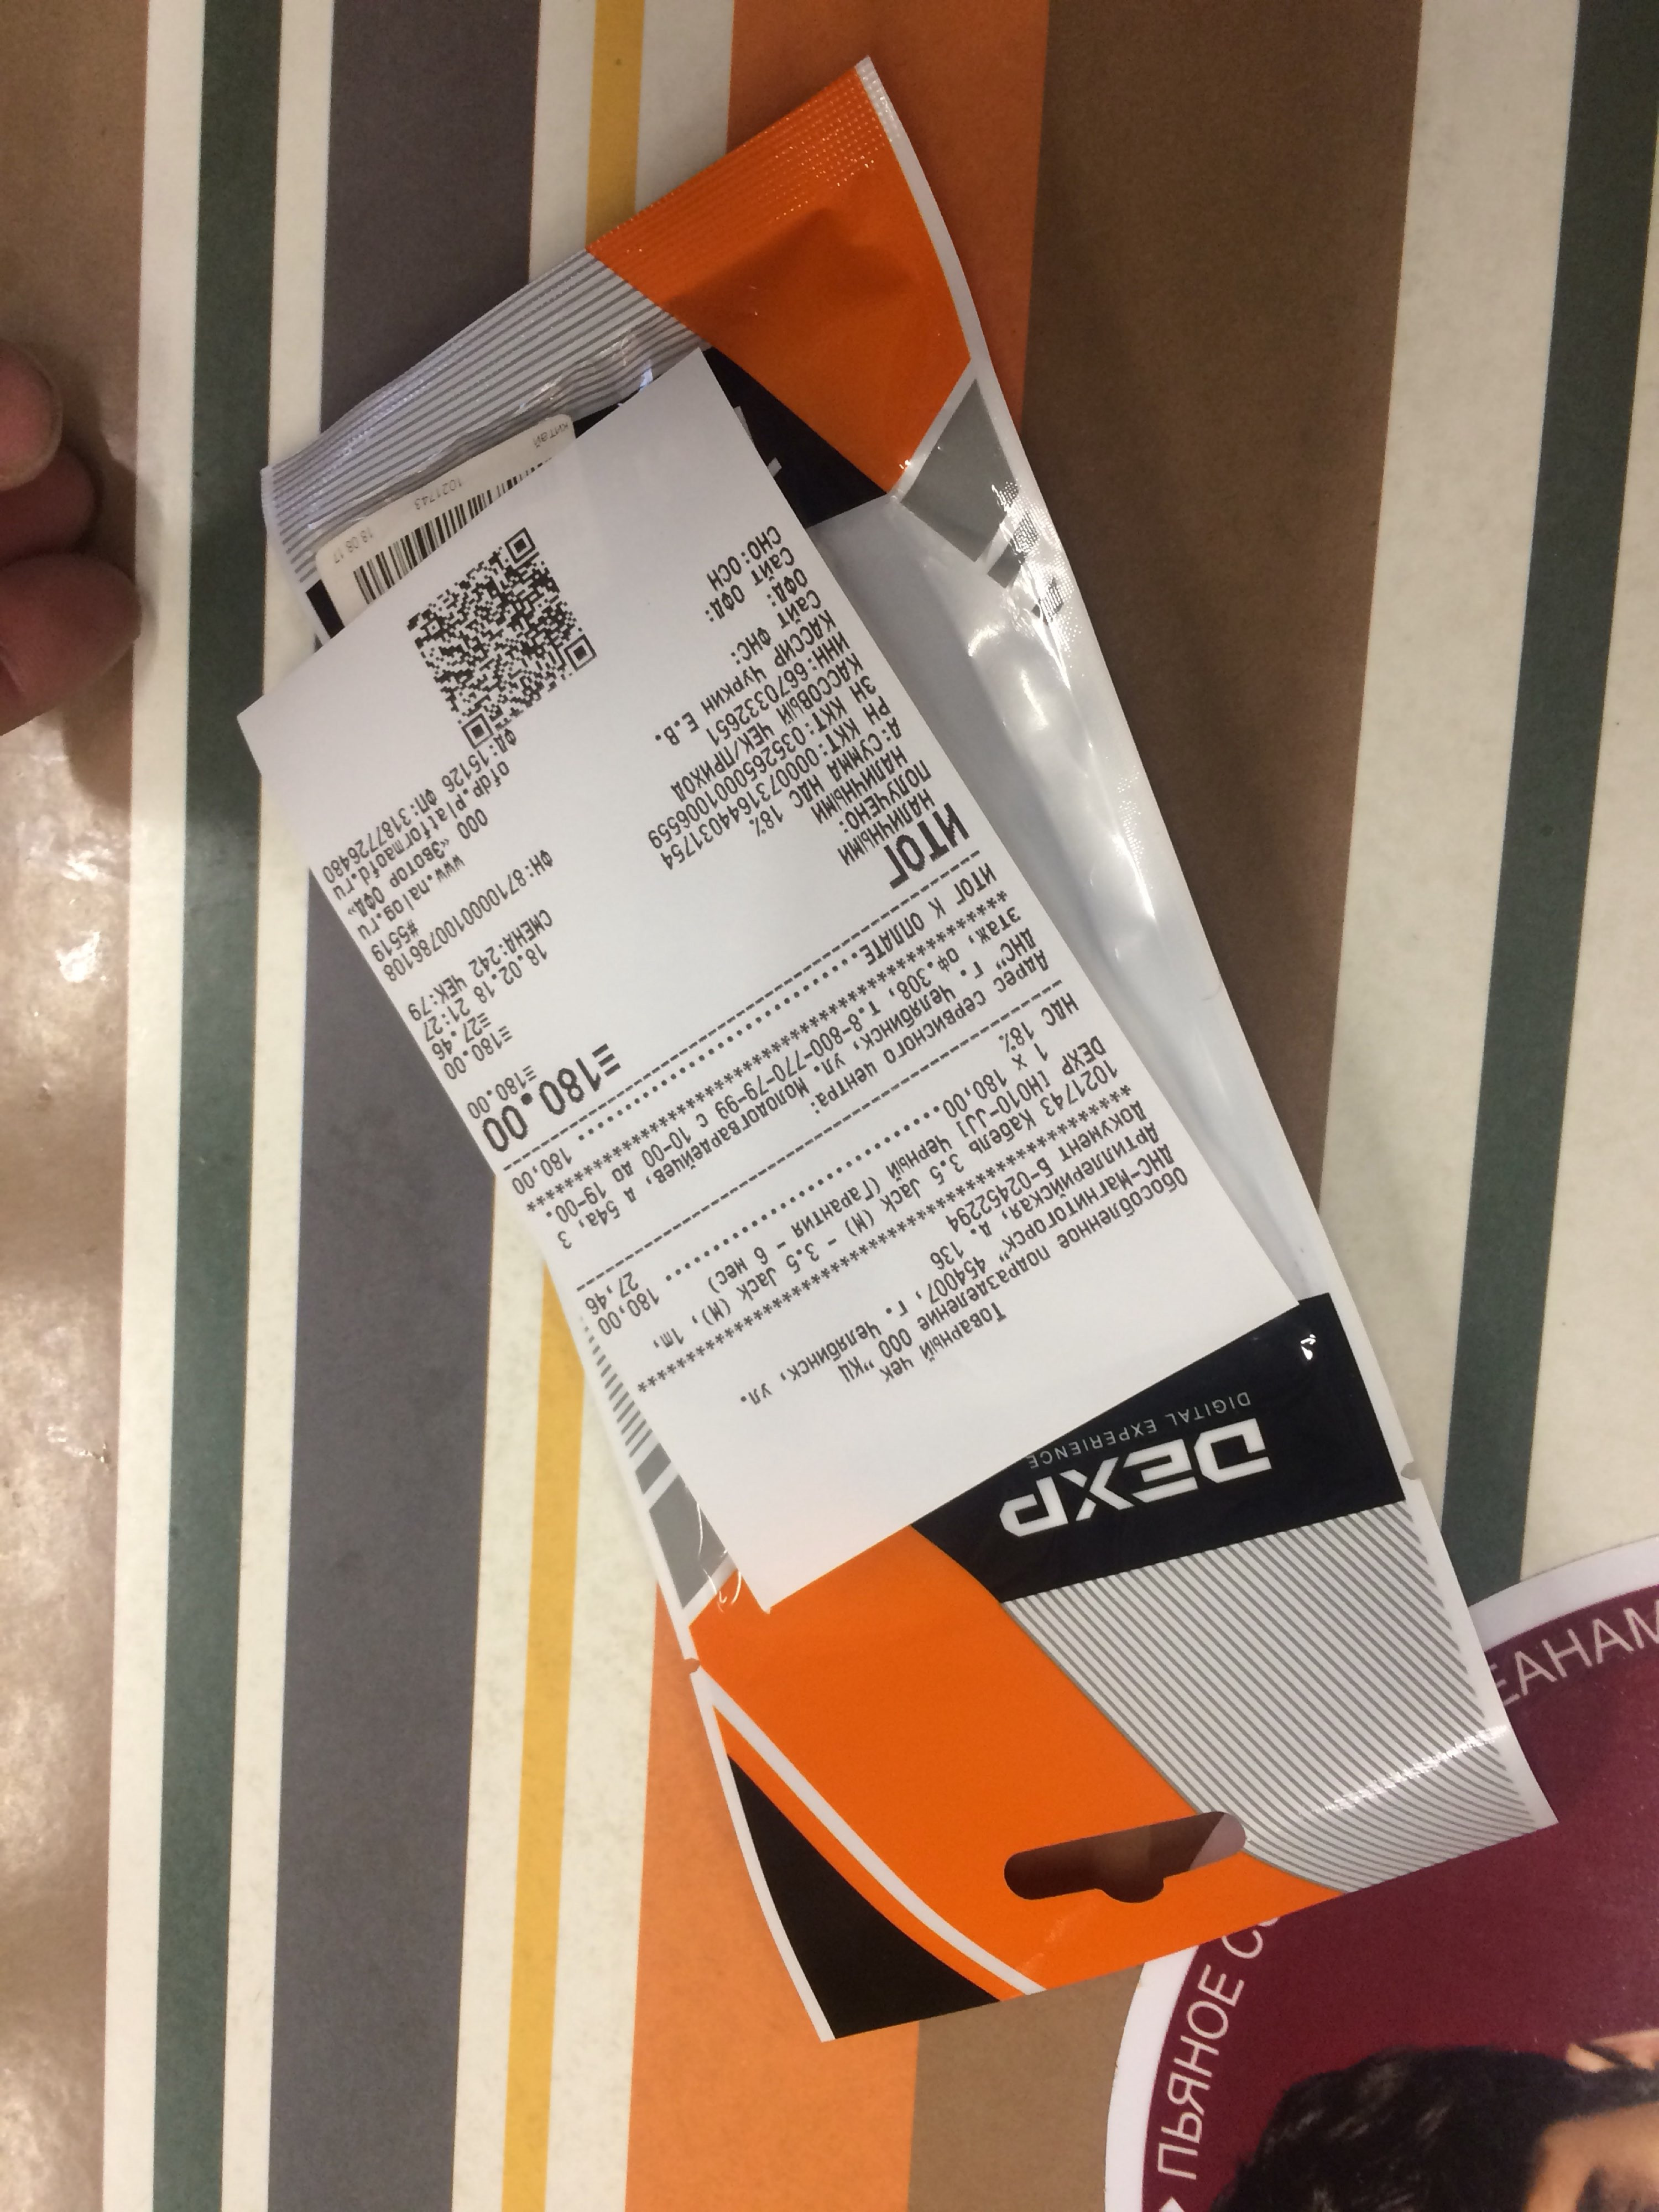 Товарный чек
Обособленное подразделение ООО "КЦ
ДНС-Магнитогорск" 454007, г. Челябинск, ул.
Артиллерийская, д. 136
Документ Б-02452294
1021743 Кабель 3.5 Jack (M) - 3.5 Jack (M), 1m,
DEXP [H010-JJ] черный (Гарантия - 6 мес)
1 X 180,00 180,00
НДС 18% 27,46
Адрес сервисного центра:
ДНС" г. Челябинск, ул. Молодогвардейцев, д 54а, 3
этаж, оф.308, т.8-800-770-79-99 с 10-00 до 19-00.
ИТОГ К ОПЛАТЕ 180,00
ИТОГ ≡180.00
НАЛИЧНЫМИ ≡180.00
ПОЛУЧЕНО:
НАЛИЧНЫМИ ≡180.00
А:СУММА НДС 18% ≡27.46
РН ККТ:0000731644031754 18.02.18 21:27
ЗН ККТ:0352650001006559 СМЕНА:242 ЧЕК:79
КАССОВЫЙ ЧЕК/ПРИХОД
ИНН:6670332651 ФН:8710000100786108
КАССИР Чуркин Е.В. #5519
Сайт ФНС: www.nalog.ru
ОФД: ООО «Эвотор ОФД»
Сайт ОФД: ofdp.platformaofd.ru
СНО:ОСН ФД:15126 ФП:3187726480
1021743
18.08.17
Китай
DEXP
DIGITAL EXPERIENCE
ПЬЯНОЕ